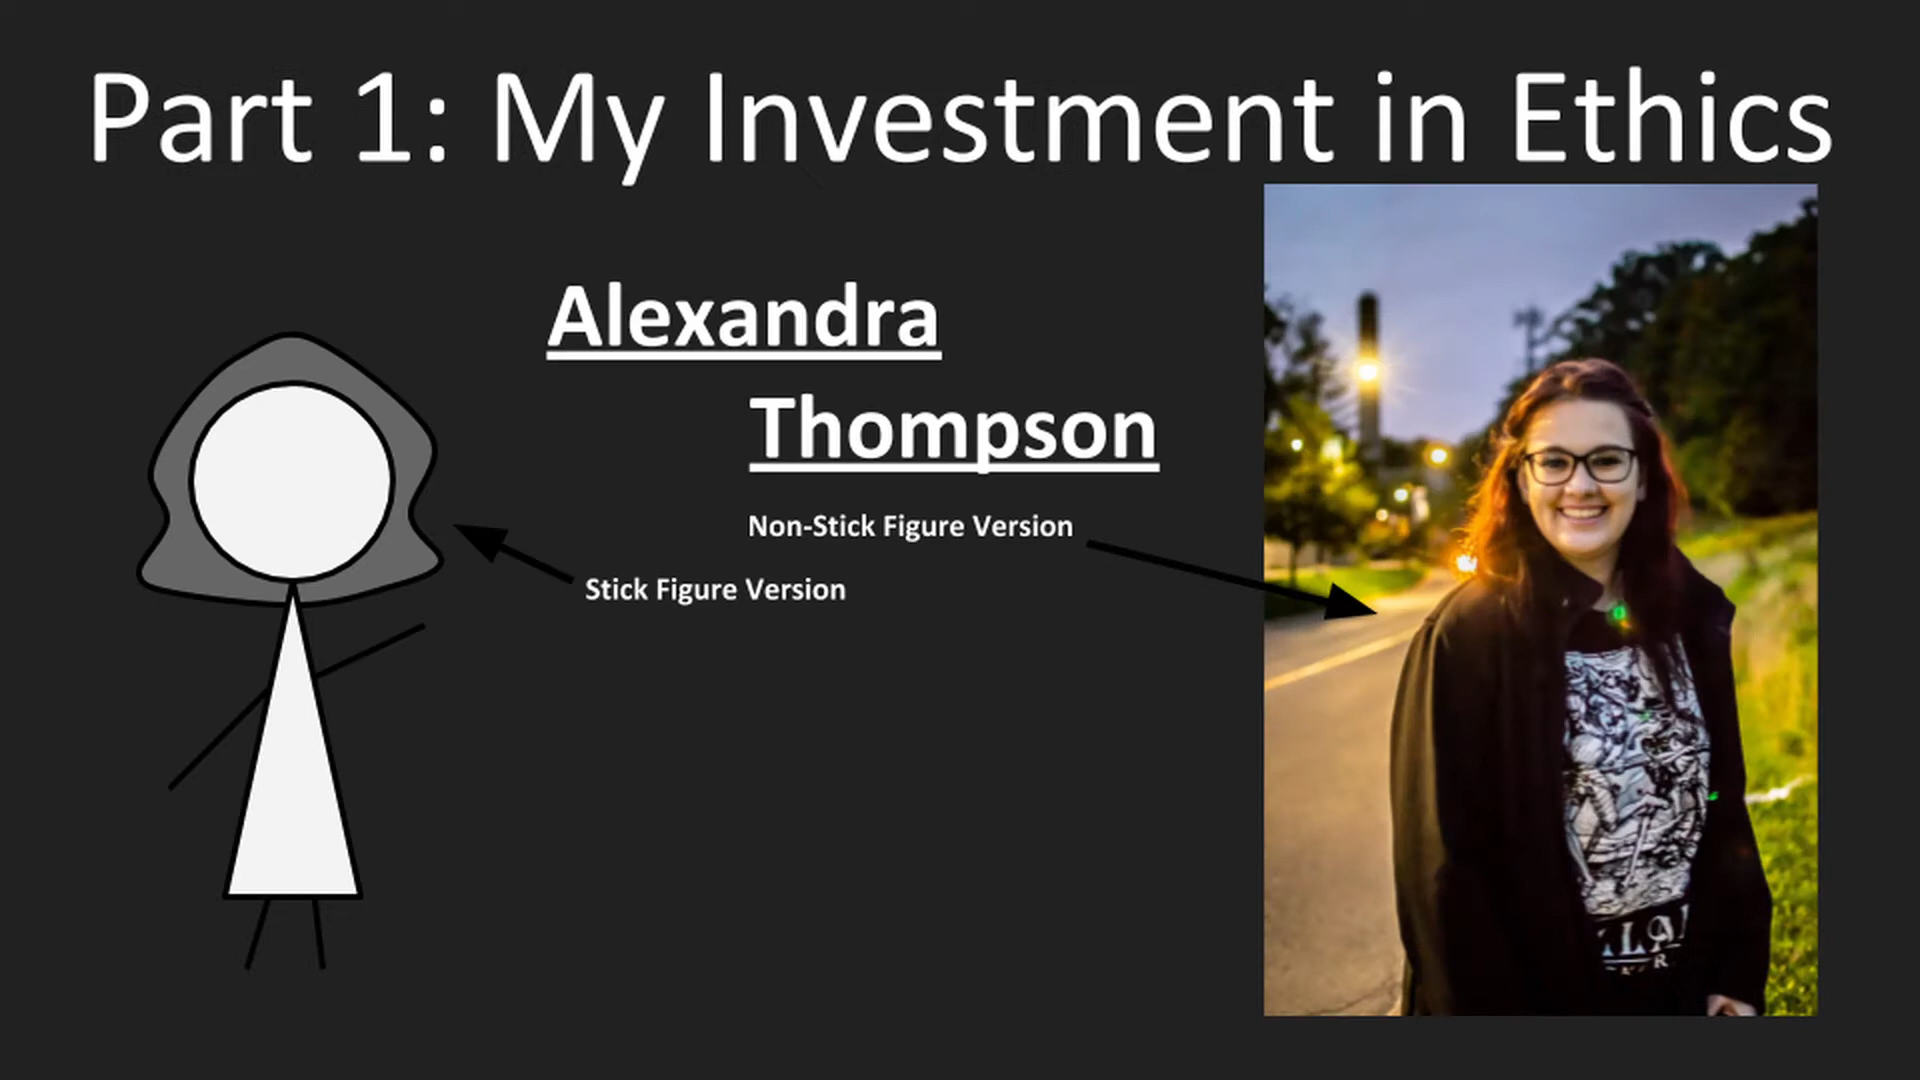 Part 1: My Investment in Ethics
Alexandra
Thompson
Non-Stick Figure Version
Stick Figure Version